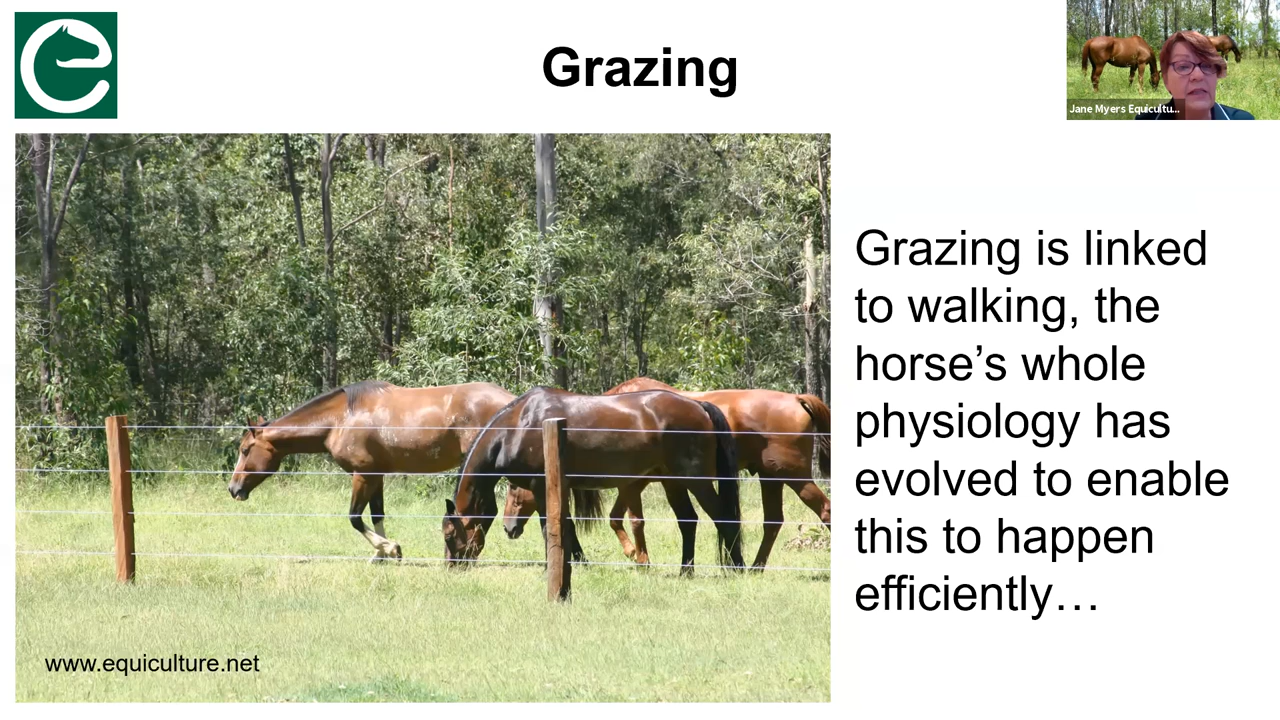 Grazing
Jane Myers Equicultu...
Grazing is linked
to walking, the
horse’s whole
physiology has
evolved to enable
this to happen
efficiently…
www.equiculture.net